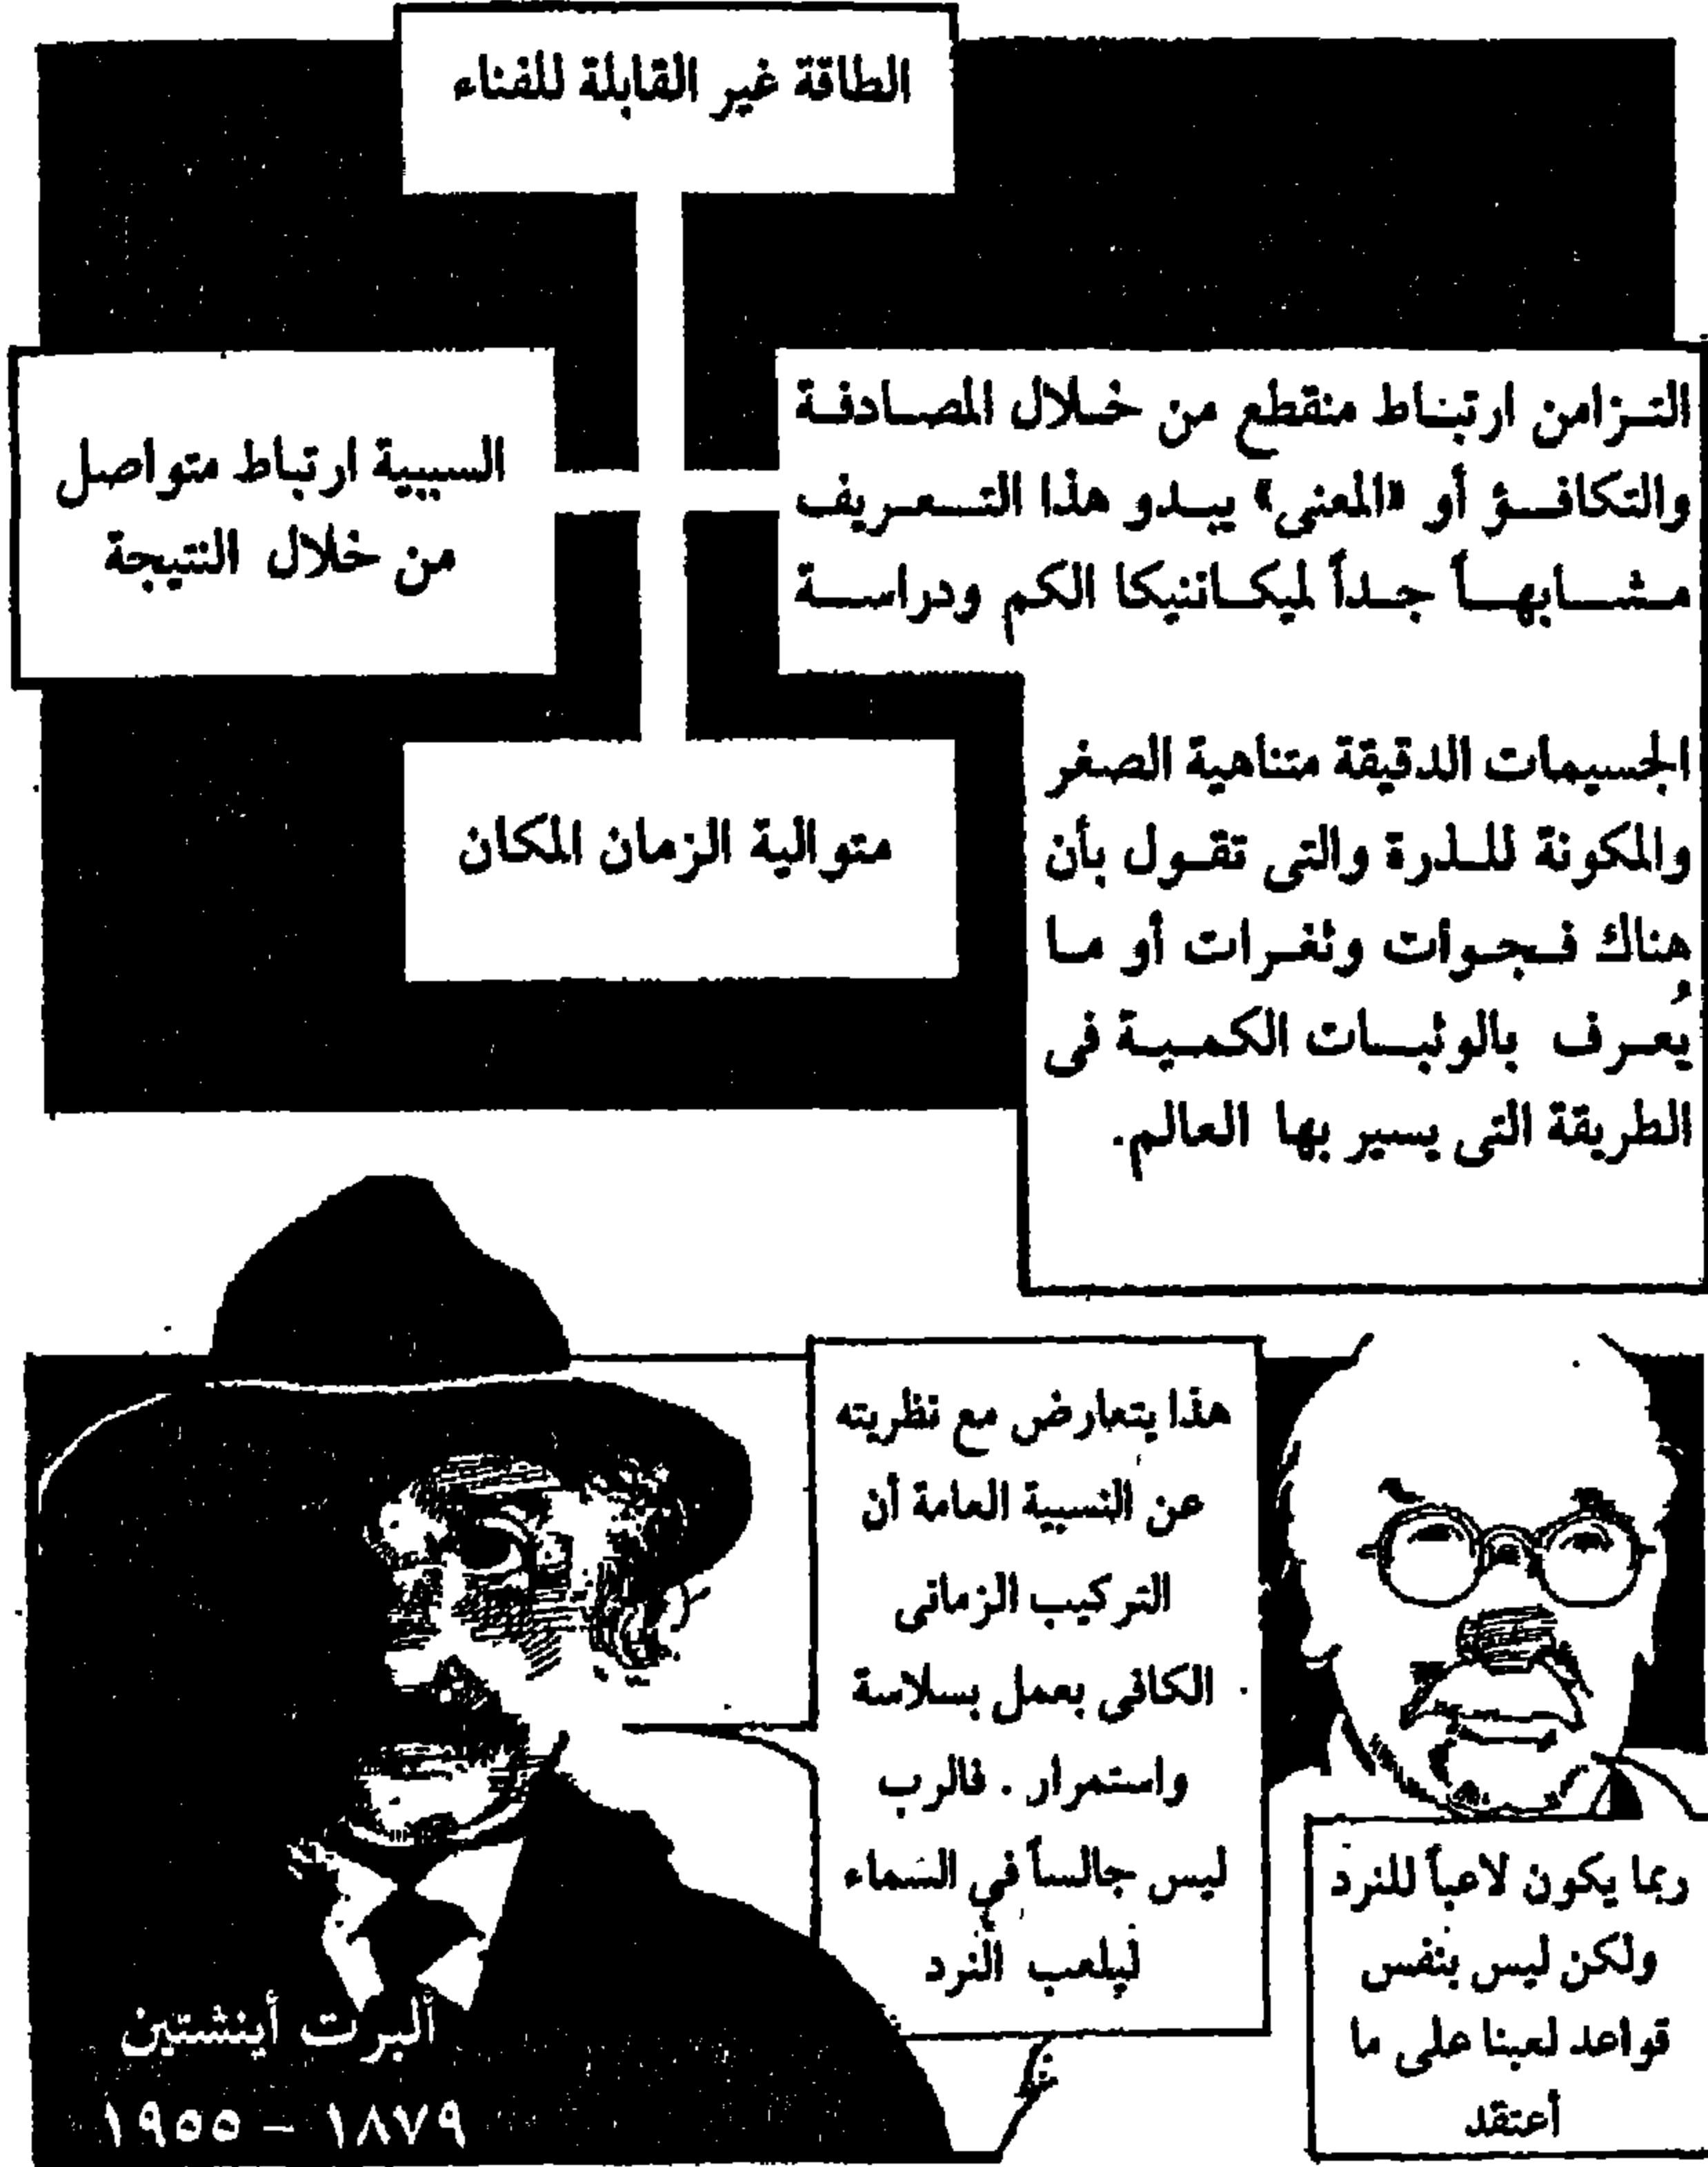 الطاقة غير القابلة للفناء
التزامن ارتباط منقطع من خلال المصادفة
والتكافؤ أو «المعنى» يبدو هذا التعريف
مشابهاً جداً لميكانيكا الكم ودراسة
الجسيمات الدقيقة متناهية الصغر
والمكونة للذرة والتى تقول بأن
هناك فجوات وثغرات أو ما
يُعرف بالوثبات الكمية فى
الطريقة التى يسير بها العالم.
السببية ارتباط متواصل
من خلال النتيجة
متوالية الزمان المكان
هذا يتعارض مع نظريته
عن النسبية العامة أن
التركيب الزمانى
الكافى يعمل بسلاسة
واستمرار . فالرب
ليس جالساً في السماء
ليلعب النرد
ربما يكون لاعباً للنرد
ولكن ليس بنفس
قواعد لعبنا على ما
أعتقد
ألبرت أينشتين
١٨٧٩ – ١٩٥٥